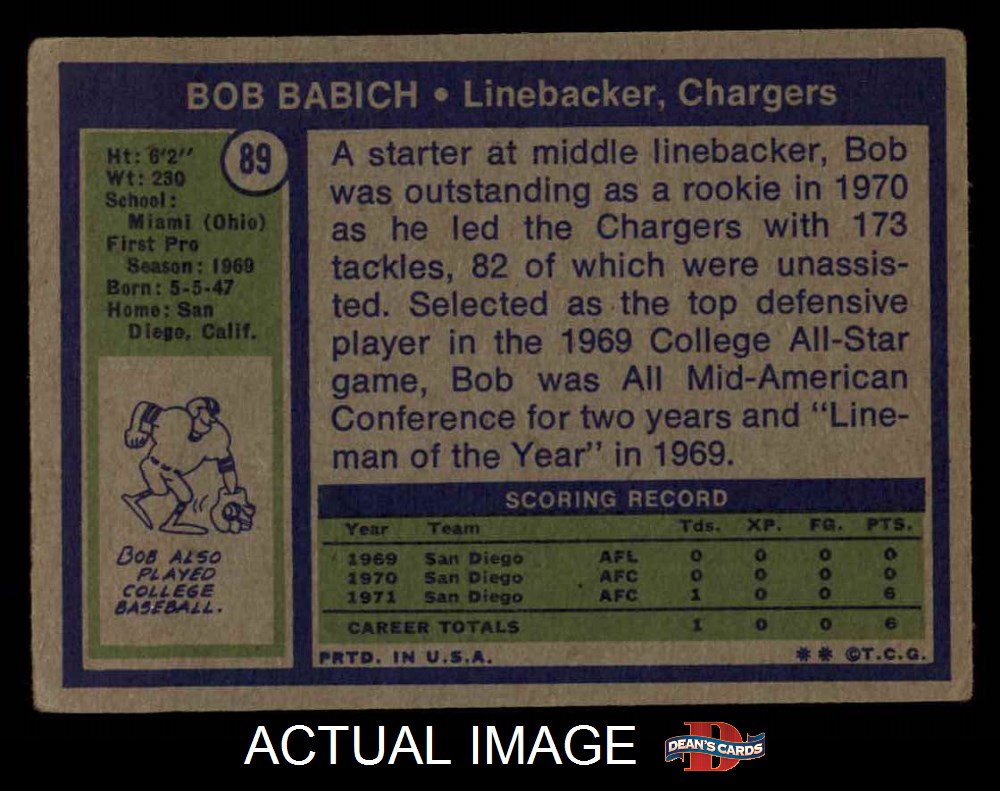 BOB BABICH • Linebacker, Chargers
Ht: 6'2''
Wt: 230
School:
Miami (Ohio)
First Pro
Season: 1969
Born: 5-5-47
Home: San
Diego, Calif.
89
BOB ALSO
PLAYED
COLLEGE
BASEBALL.
A starter at middle linebacker, Bob
was outstanding as a rookie in 1970
as he led the Chargers with 173
tackles, 82 of which were unassis-
ted. Selected as the top defensive
player in the 1969 College All-Star
game, Bob was All Mid-American
Conference for two years and “Line-
man of the Year” in 1969.
SCORING RECORD
Year Team Tds. XP. FG. PTS.
1969 San Diego AFL 0 0 0 0
1970 San Diego AFC 0 0 0 0
1971 San Diego AFC 1 0 0 6
CAREER TOTALS 1 0 0 6
PRTD. IN U.S.A. ** ©T.C.G.
ACTUAL IMAGE
D
DEAN'S CARDS